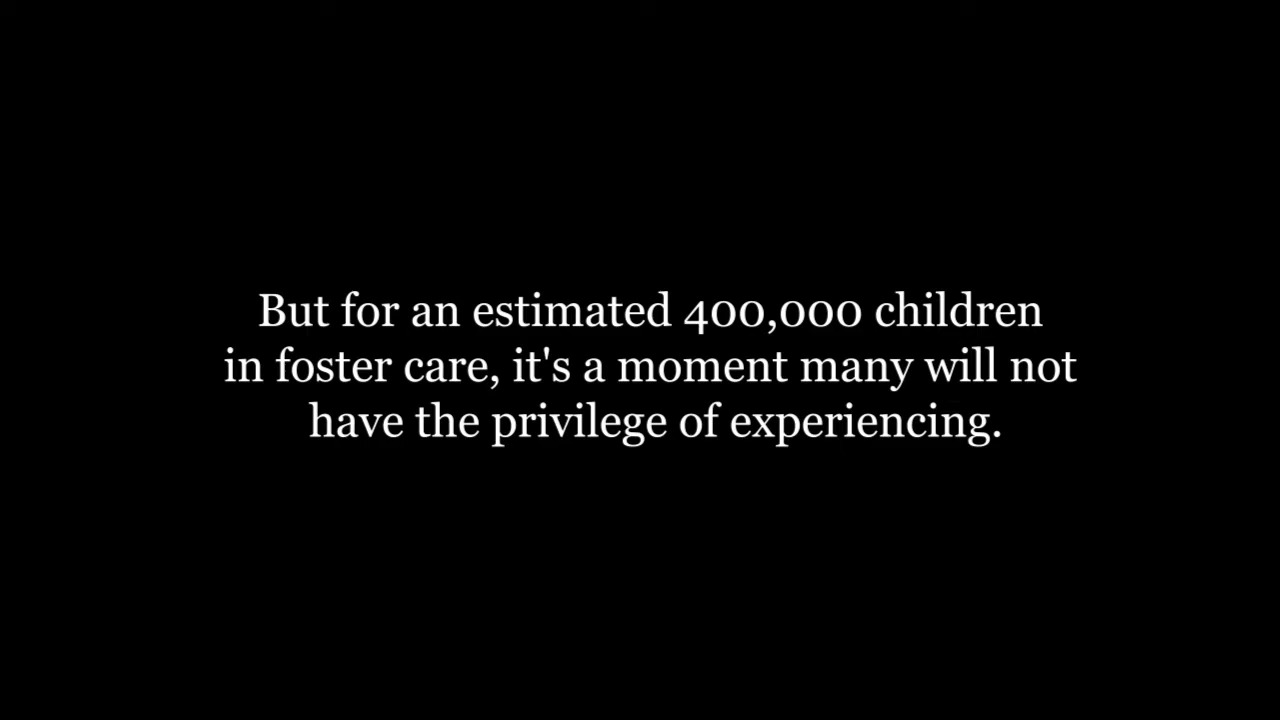 But for an estimated 400,000 children
in foster care, it's a moment many will not
have the privilege of experiencing.